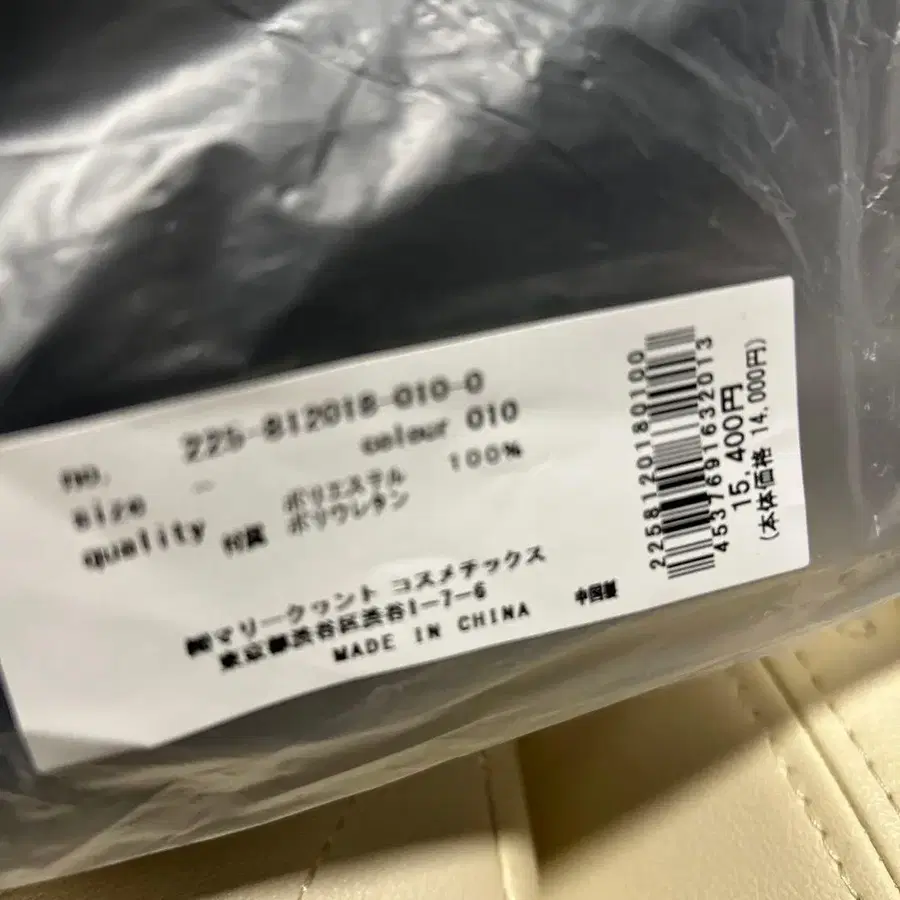 no. 225-812018-010-0
size - colour 010
quality ポリエステル 100%
付属 ポリウレタン
㈱マリークヮント コスメテックス
東京都渋谷区渋谷1-7-6
MADE IN CHINA 中国製
2258120180100
4537691632013
15,400円
(本体価格 14,000円)